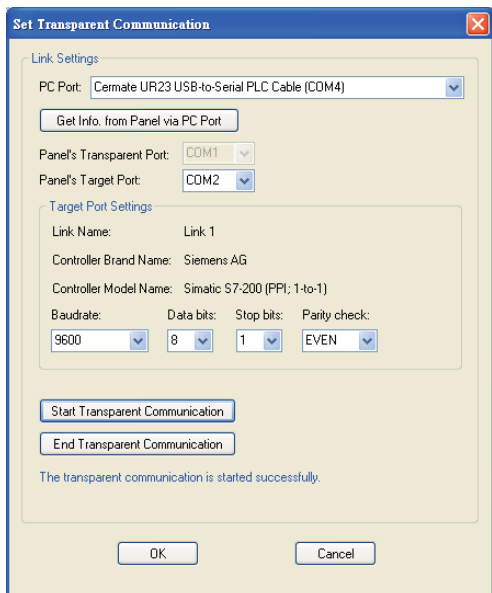 Set Transparent Communication
Link Settings
PC Port: Cermate UR23 USB-to-Serial PLC Cable (COM4)
Get Info. from Panel via PC Port
Panel's Transparent Port: COM1
Panel's Target Port: COM2
Target Port Settings
Link Name: Link 1
Controller Brand Name: Siemens AG
Controller Model Name: Simatic S7-200 (PPI; 1-to-1)
Baudrate: Data bits: Stop bits: Parity check:
9600 8 1 EVEN
Start Transparent Communication
End Transparent Communication
The transparent communication is started successfully.
OK Cancel